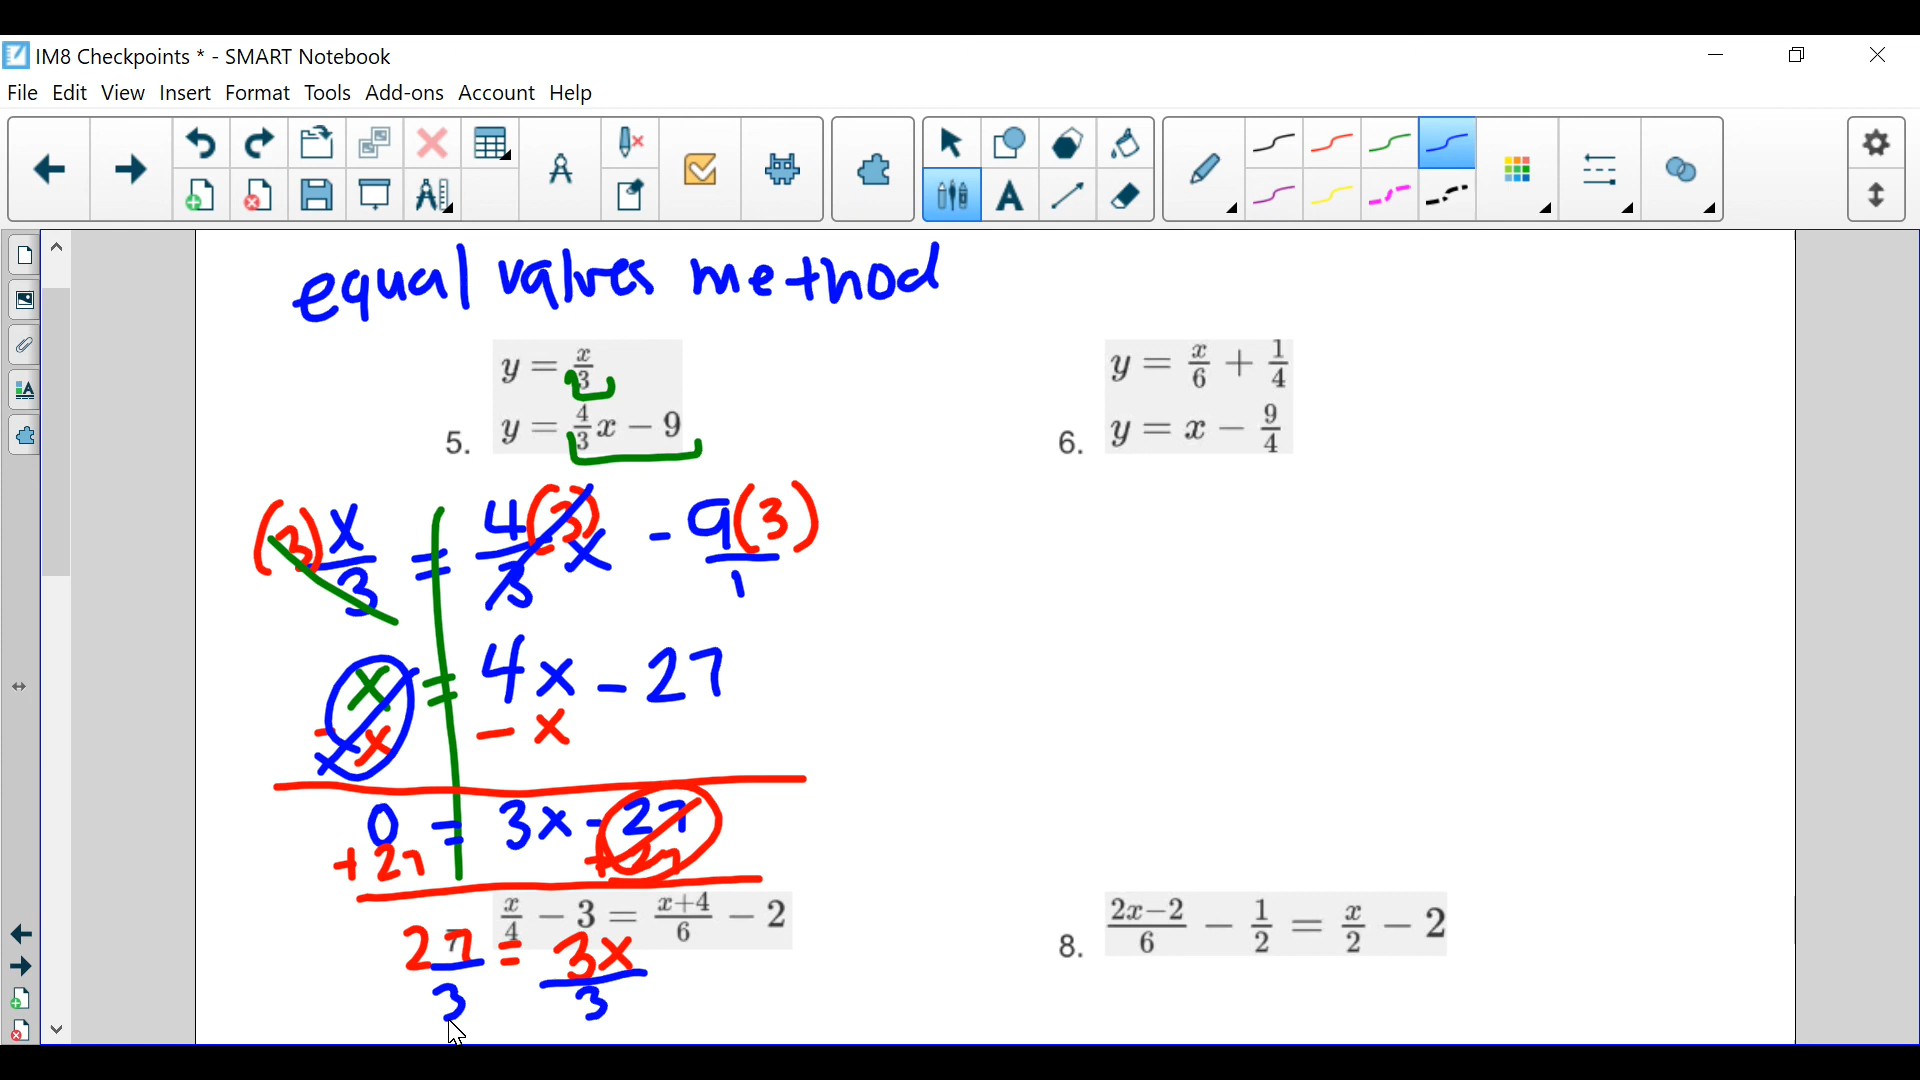 IM8 Checkpoints * - SMART Notebook
File Edit View Insert Format Tools Add-ons Account Help
equal values method
5. y = x/3
y = 4/3 x − 9
6. y = x/6 + 1/4
y = x − 9/4
(3) x/3 = 4(3)/3 x - 9(3)/1
x = 4x - 27
- x - x
0 = 3x - 27
+27 +27
27/3 = 3x/3
7 x/4 − 3 = x+4/6 − 2
8. 2x−2/6 − 1/2 = x/2 − 2